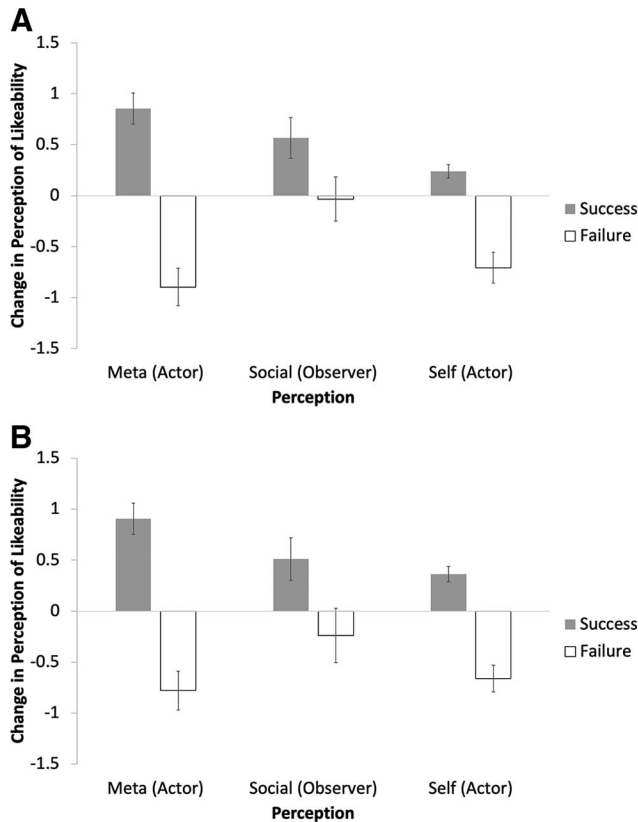 A
1.5
1
0.5
0
-0.5
-1
-1.5
Change in Perception of Likeability
Success
Failure
Meta (Actor) Social (Observer) Self (Actor)
Perception
B
1.5
1
0.5
0
-0.5
-1
-1.5
Change in Perception of Likeability
Success
Failure
Meta (Actor) Social (Observer) Self (Actor)
Perception